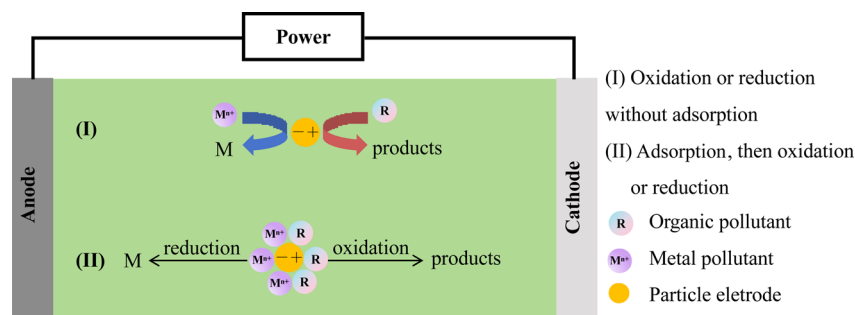 Power
(I) Oxidation or reduction
without adsorption
(II) Adsorption, then oxidation
or reduction
R Organic pollutant
Mⁿ⁺ Metal pollutant
Particle eletrode
Anode
Cathode
(I)
Mⁿ⁺
R
− +
M
products
(II)
M
reduction
Mⁿ⁺ R
Mⁿ⁺ − + R
Mⁿ⁺ R
oxidation
products